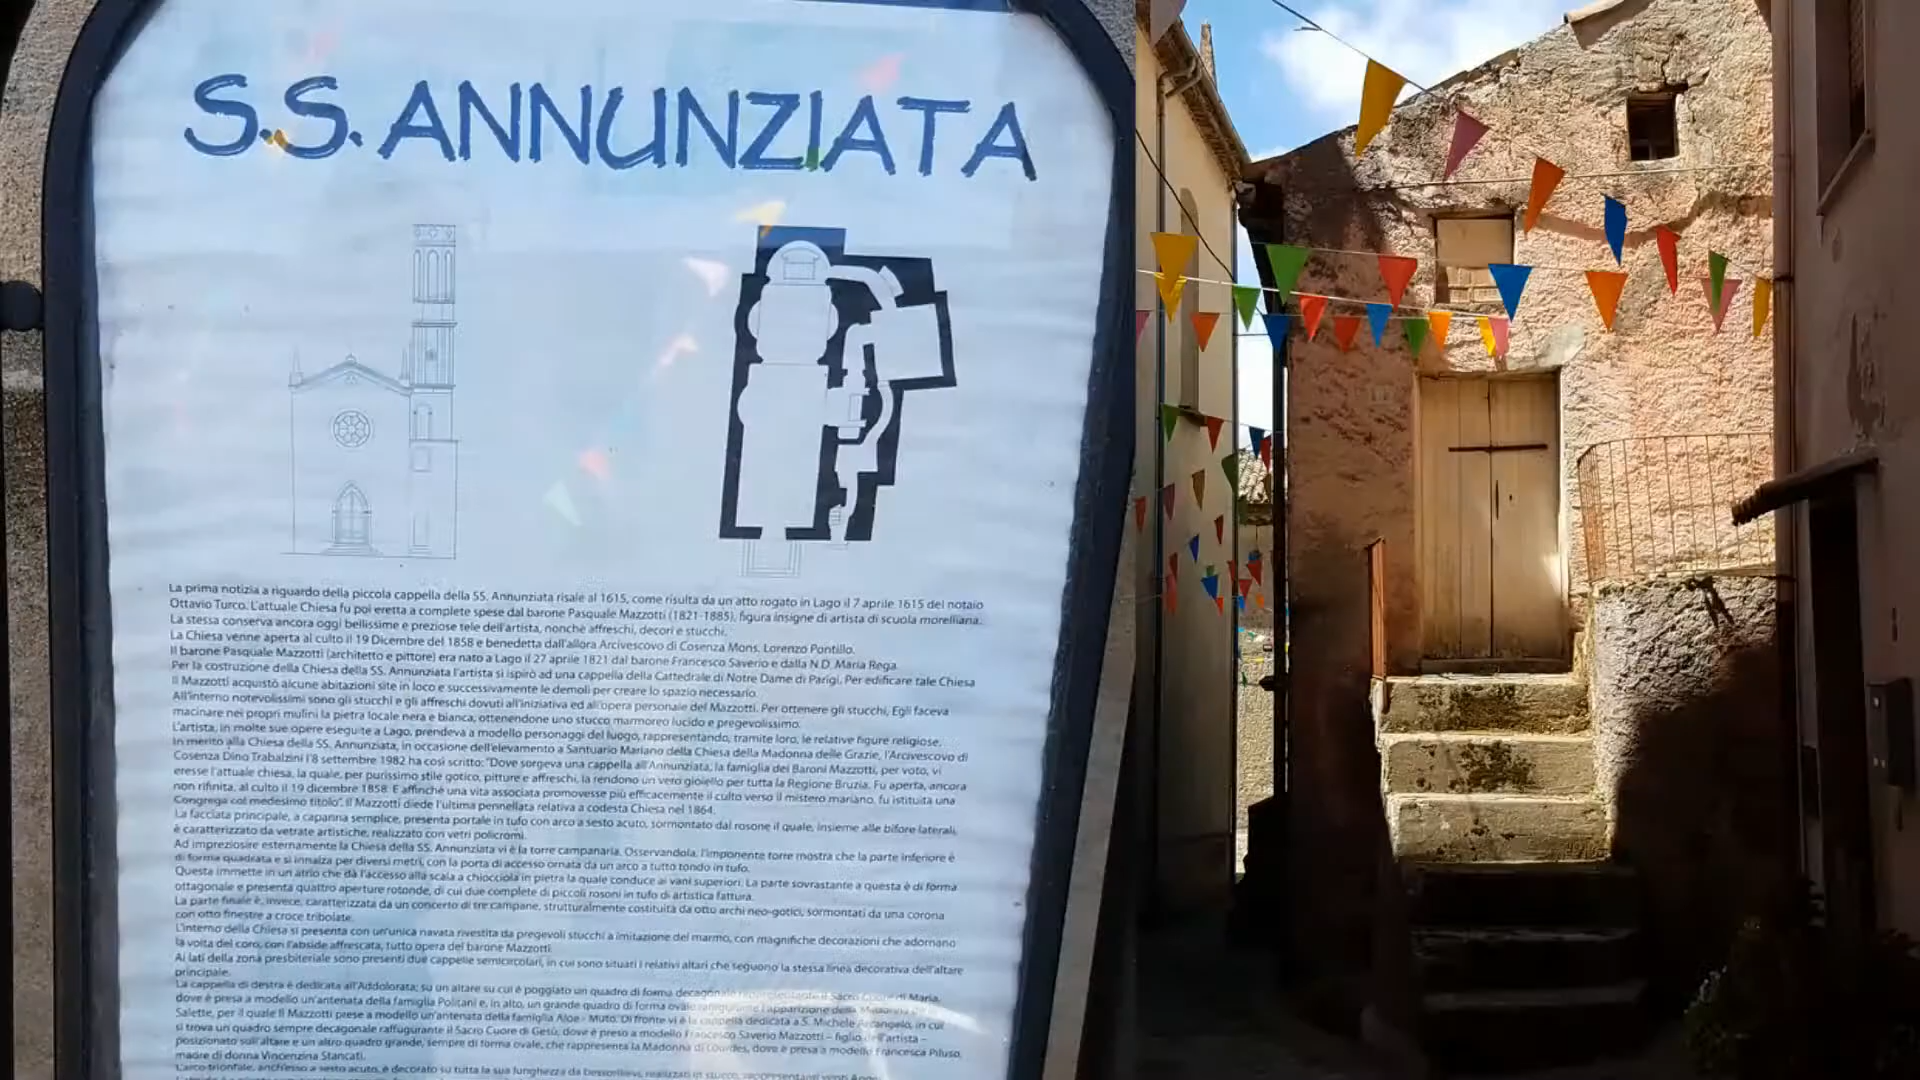 S.S. ANNUNZIATA
La prima notizia a riguardo della piccola cappella della SS. Annunziata risale al 1615, come risulta da un atto rogato in Lago il 7 aprile 1615 del notaio
Ottavio Turco. L'attuale Chiesa fu poi eretta a complete spese dal barone Pasquale Mazzotti (1821-1885), figura insigne di artista di scuola morelliana.
La stessa conserva ancora oggi bellissime e preziose tele dell'artista, nonchè affreschi, decori e stucchi.
La Chiesa venne aperta al culto il 19 Dicembre del 1858 e benedetta dall'allora Arcivescovo di Cosenza Mons. Lorenzo Pontillo.
Il barone Pasquale Mazzotti (architetto e pittore) era nato a Lago il 27 aprile 1821 dal barone Francesco Saverio e dalla N.D. Maria Rega.
Per la costruzione della Chiesa della SS. Annunziata l'artista si ispirò ad una cappella della Cattedrale di Notre Dame di Parigi. Per edificare tale Chiesa
il Mazzotti acquistò alcune abitazioni site in loco e successivamente le demolì per creare lo spazio necessario.
All'interno notevolissimi sono gli stucchi e gli affreschi dovuti all'iniziativa ed all'opera personale del Mazzotti. Per ottenere gli stucchi, Egli faceva
macinare nei propri mulini la pietra locale nera e bianca, ottenendone uno stucco marmoreo lucido e pregevolissimo.
L'artista, in molte sue opere eseguite a Lago, prendeva a modello personaggi del luogo, rappresentando, tramite loro, le relative figure religiose.
In merito alla Chiesa della SS. Annunziata, in occasione dell'elevamento a Santuario Mariano della Chiesa della Madonna delle Grazie, l'Arcivescovo di
Cosenza Dino Trabalzini l'8 settembre 1982 ha così scritto: "Dove sorgeva una cappella all'Annunziata, la famiglia dei Baroni Mazzotti, per voto, vi
eresse l'attuale chiesa, la quale, per purissimo stile gotico, pitture e affreschi, la rendono un vero gioiello per tutta la Regione Bruzia. Fu aperta, ancora
non rifinita, al culto il 19 dicembre 1858. E affinchè una vita associata promovesse più efficacemente il culto verso il mistero mariano, fu istituita una
Congrega col medesimo titolo". Il Mazzotti diede l'ultima pennellata relativa a codesta Chiesa nel 1864.
La facciata principale, a capanna semplice, presenta portale in tufo con arco a sesto acuto, sormontato dal rosone il quale, insieme alle bifore laterali,
è caratterizzato da vetrate artistiche, realizzato con vetri policromi.
Ad impreziosire esternamente la Chiesa della SS. Annunziata vi è la torre campanaria. Osservandola, l'imponente torre mostra che la parte inferiore è
di forma quadrata e si innalza per diversi metri, con la porta di accesso ornata da un arco a tutto tondo in tufo.
Questa immette in un atrio che dà l'accesso alla scala a chiocciola in pietra la quale conduce ai vani superiori. La parte sovrastante a questa è di forma
ottagonale e presenta quattro aperture rotonde, di cui due complete di piccoli rosoni in tufo di artistica fattura.
La parte finale è, invece, caratterizzata da un concerto di tre campane, strutturalmente costituita da otto archi neo-gotici, sormontati da una corona
con otto finestre a croce tribolate.
L'interno della Chiesa si presenta con un'unica navata rivestita da pregevoli stucchi a imitazione del marmo, con magnifiche decorazioni che adornano
la volta del coro, con l'abside affrescata, tutto opera del barone Mazzotti.
Ai lati della zona presbiteriale sono presenti due cappelle semicircolari, in cui sono situati i relativi altari che seguono la stessa linea decorativa dell'altare
principale.
La cappella di destra è dedicata all'Addolorata; su un altare su cui è poggiato un quadro di forma decagonale rappresentante il Sacro Cuore di Maria,
dove è presa a modello un'antenata della famiglia Politani e, in alto, un grande quadro di forma ovale raffigurante l'apparizione della Madonna
Salette, per il quale Il Mazzotti prese a modello un'antenata della famiglia Aloe - Muto. Di fronte vi è la cappella dedicata a S. Michele Arcangelo, in cui
si trova un quadro sempre decagonale raffugurante il Sacro Cuore di Gesù, dove è preso a modello Francesco Saverio Mazzotti – figlio dell'artista –
posizionato sull'altare e un altro quadro grande, sempre di forma ovale, che rappresenta la Madonna di Lourdes, dove è presa a modello Francesca Piluso,
madre di donna Vincenzina Stancati.
L'arco trionfale, anch'esso a sesto acuto, è decorato su tutta la sua lunghezza da bassorilievi, realizzati in stucco, rappresentanti venti